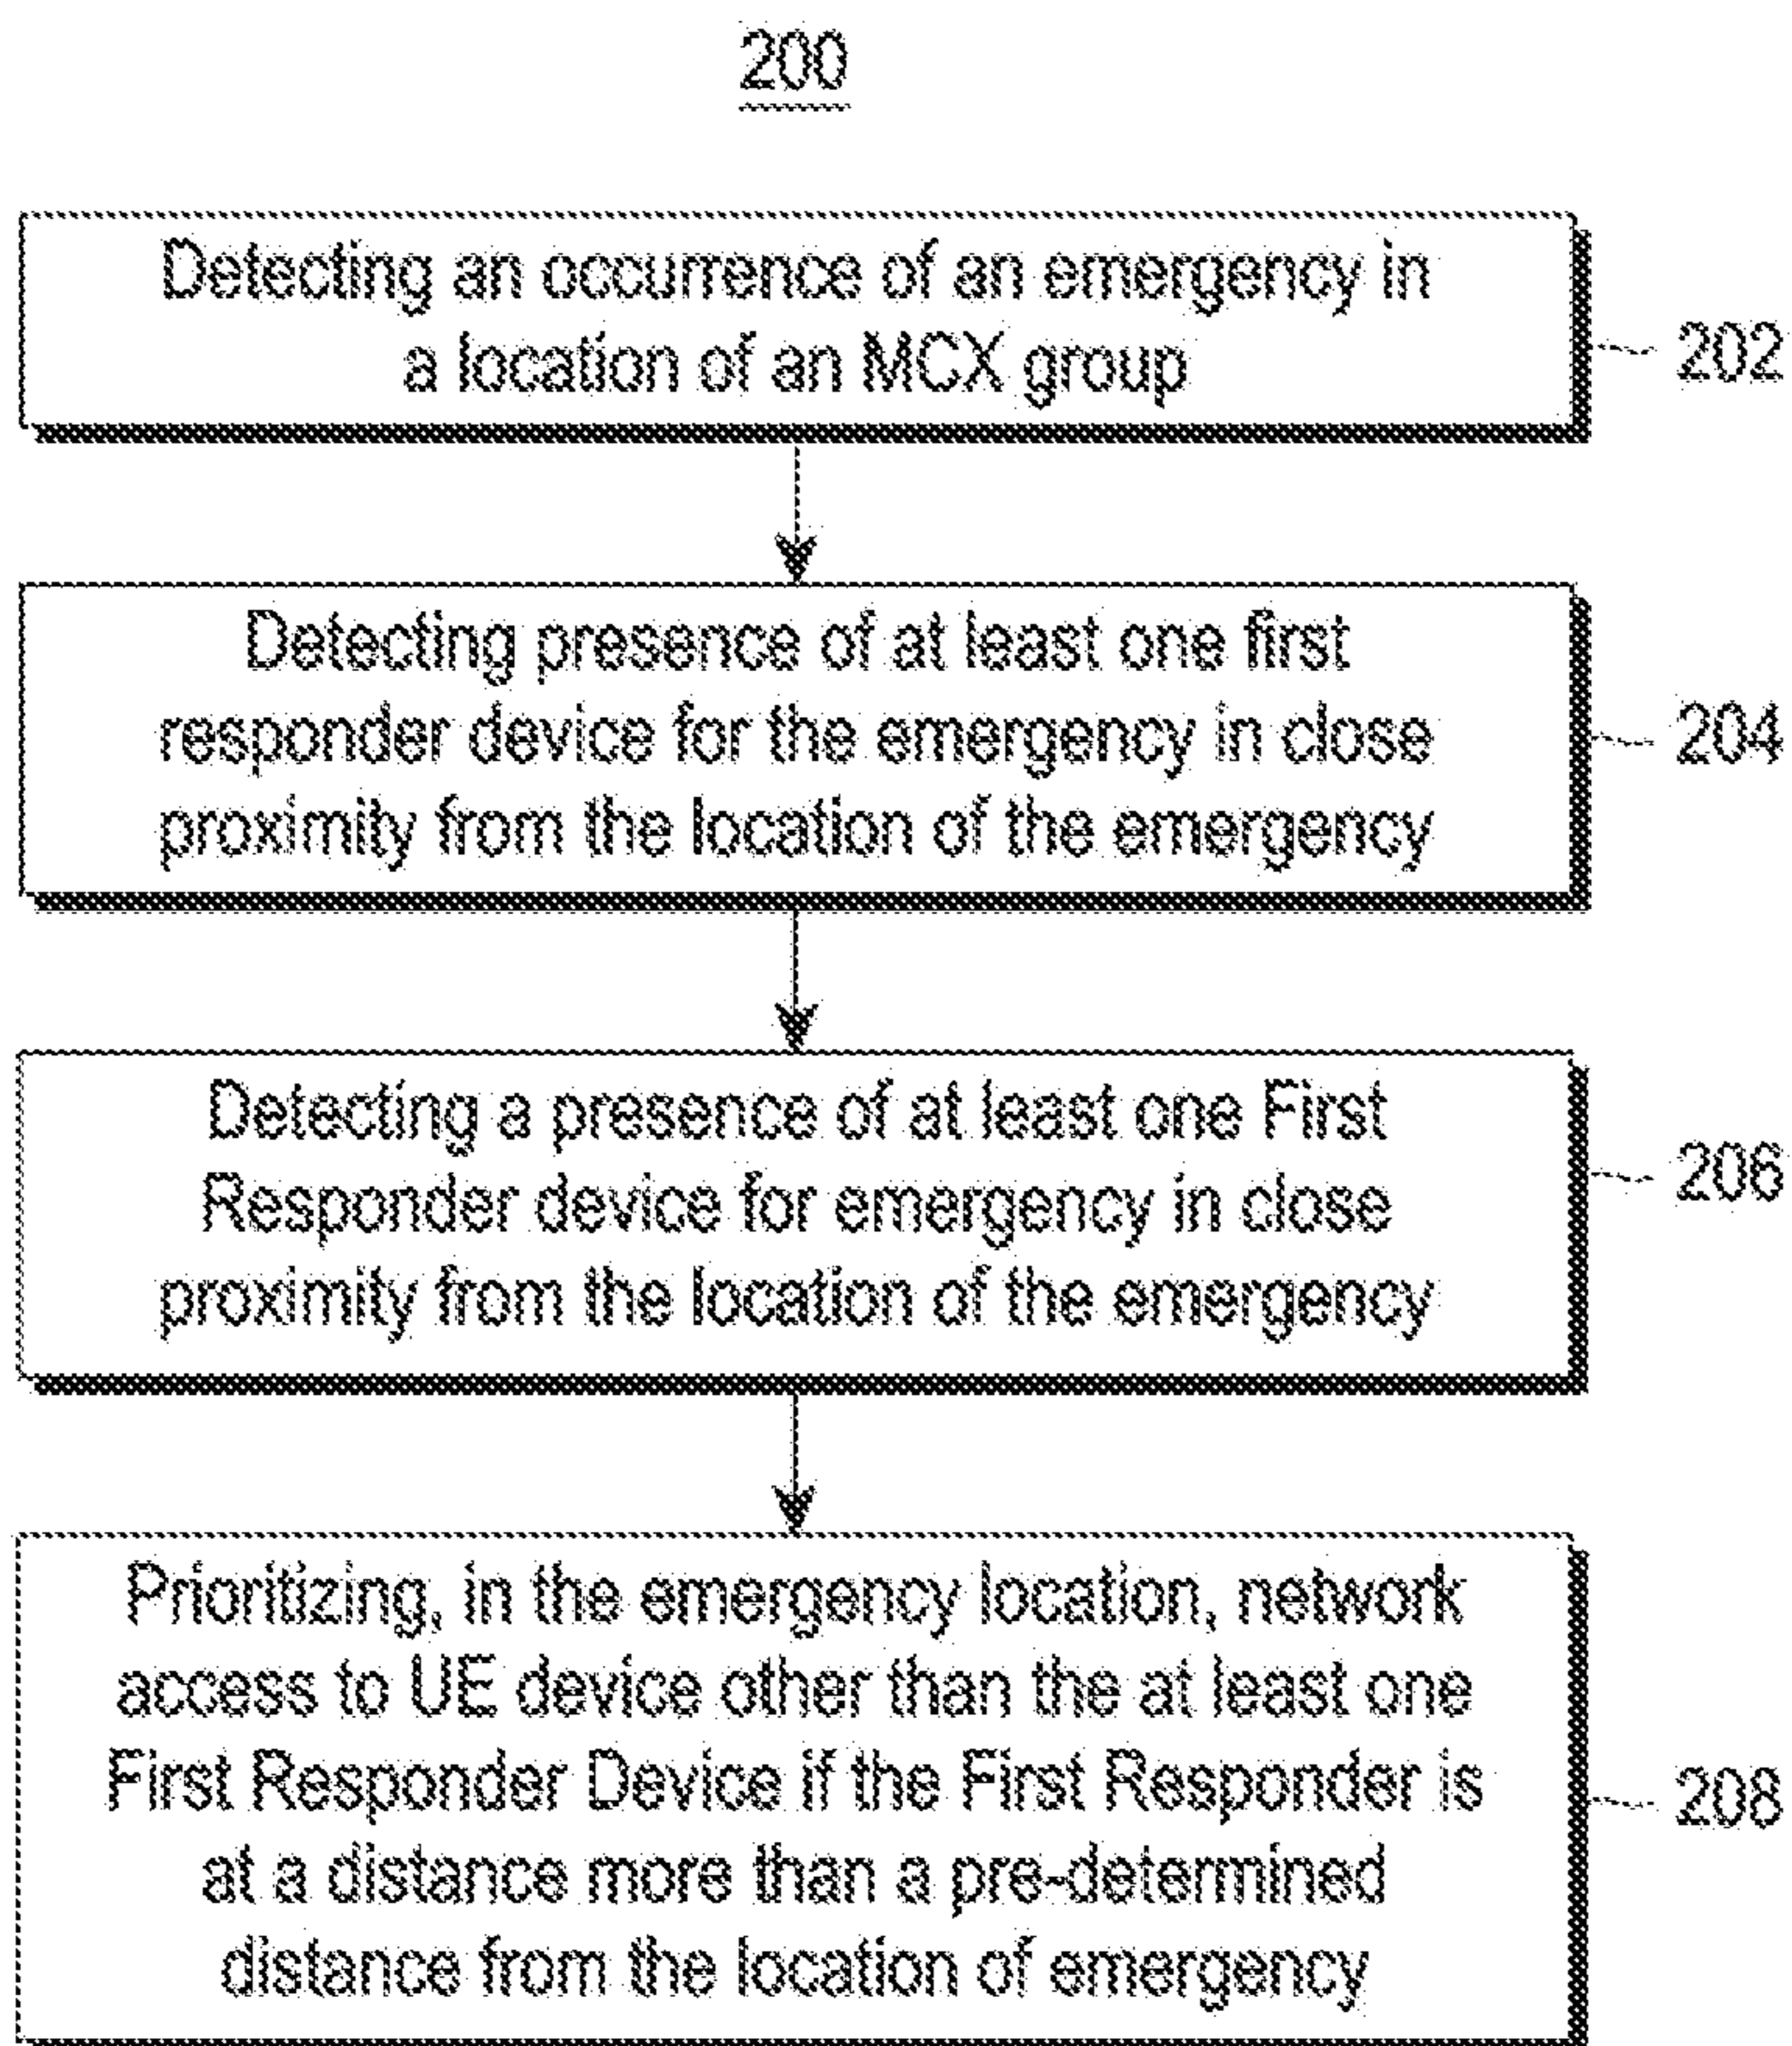 200
Detecting an occurrence of an emergency in
a location of an MCX group
202
Detecting presence of at least one first
responder device for the emergency in close
proximity from the location of the emergency
204
Detecting a presence of at least one First
Responder device for emergency in close
proximity from the location of the emergency
206
Prioritizing, in the emergency location, network
access to UE device other than the at least one
First Responder Device if the First Responder is
at a distance more than a pre-determined
distance from the location of emergency
208